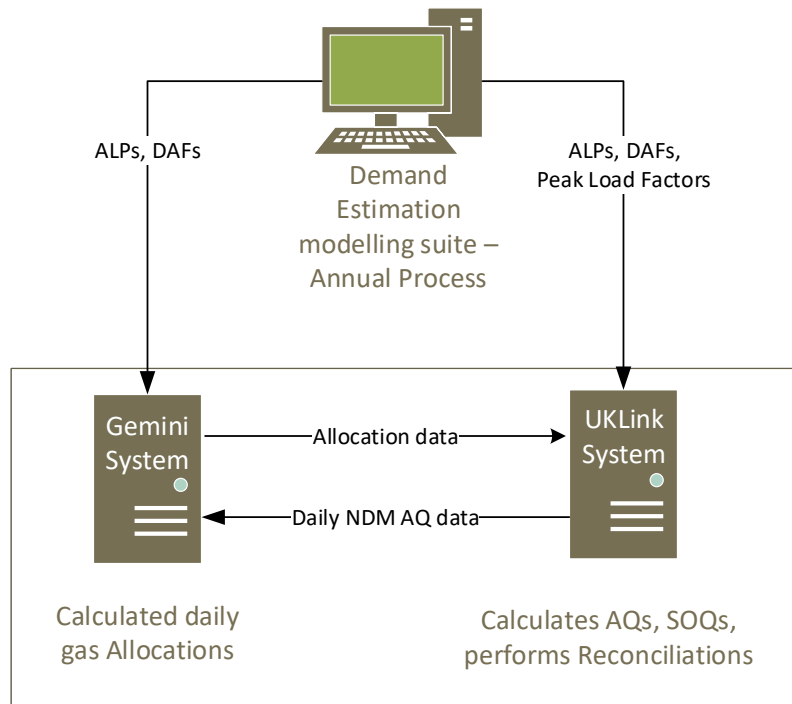 ALPs, DAFs
ALPs, DAFs,
Peak Load Factors
Demand
Estimation
modelling suite –
Annual Process
Gemini
System
UKLink
System
Allocation data
Daily NDM AQ data
Calculated daily
gas Allocations
Calculates AQs, SOQs,
performs Reconciliations